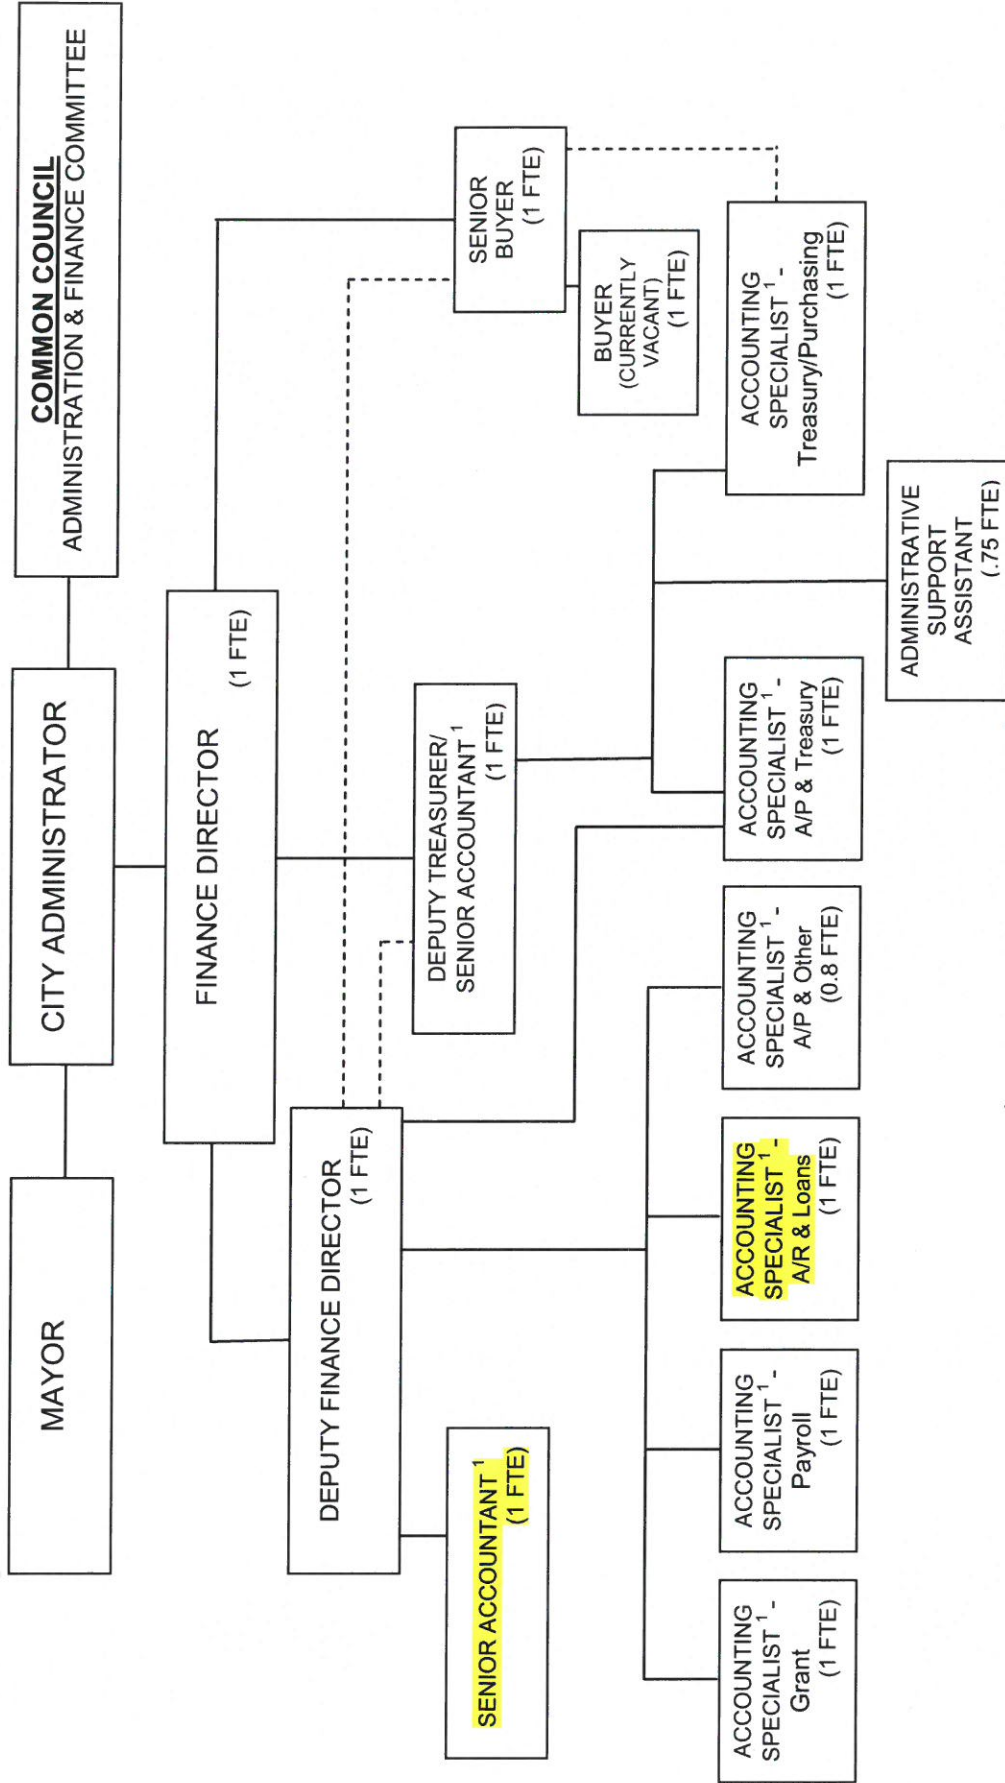 COMMON COUNCIL
ADMINISTRATION & FINANCE COMMITTEE
CITY ADMINISTRATOR
MAYOR
FINANCE DIRECTOR
(1 FTE)
DEPUTY FINANCE DIRECTOR
(1 FTE)
DEPUTY TREASURER/
SENIOR ACCOUNTANT 1
(1 FTE)
SENIOR
BUYER
(1 FTE)
SENIOR ACCOUNTANT 1
(1 FTE)
BUYER
(CURRENTLY
VACANT)
(1 FTE)
ACCOUNTING
SPECIALIST 1 -
Grant
(1 FTE)
ACCOUNTING
SPECIALIST 1 -
Payroll
(1 FTE)
ACCOUNTING
SPECIALIST 1 -
A/R & Loans
(1 FTE)
ACCOUNTING
SPECIALIST 1 -
A/P & Other
(0.8 FTE)
ACCOUNTING
SPECIALIST 1 -
A/P & Treasury
(1 FTE)
ACCOUNTING
SPECIALIST 1 -
Treasury/Purchasing
(1 FTE)
ADMINISTRATIVE
SUPPORT
ASSISTANT
(.75 FTE)